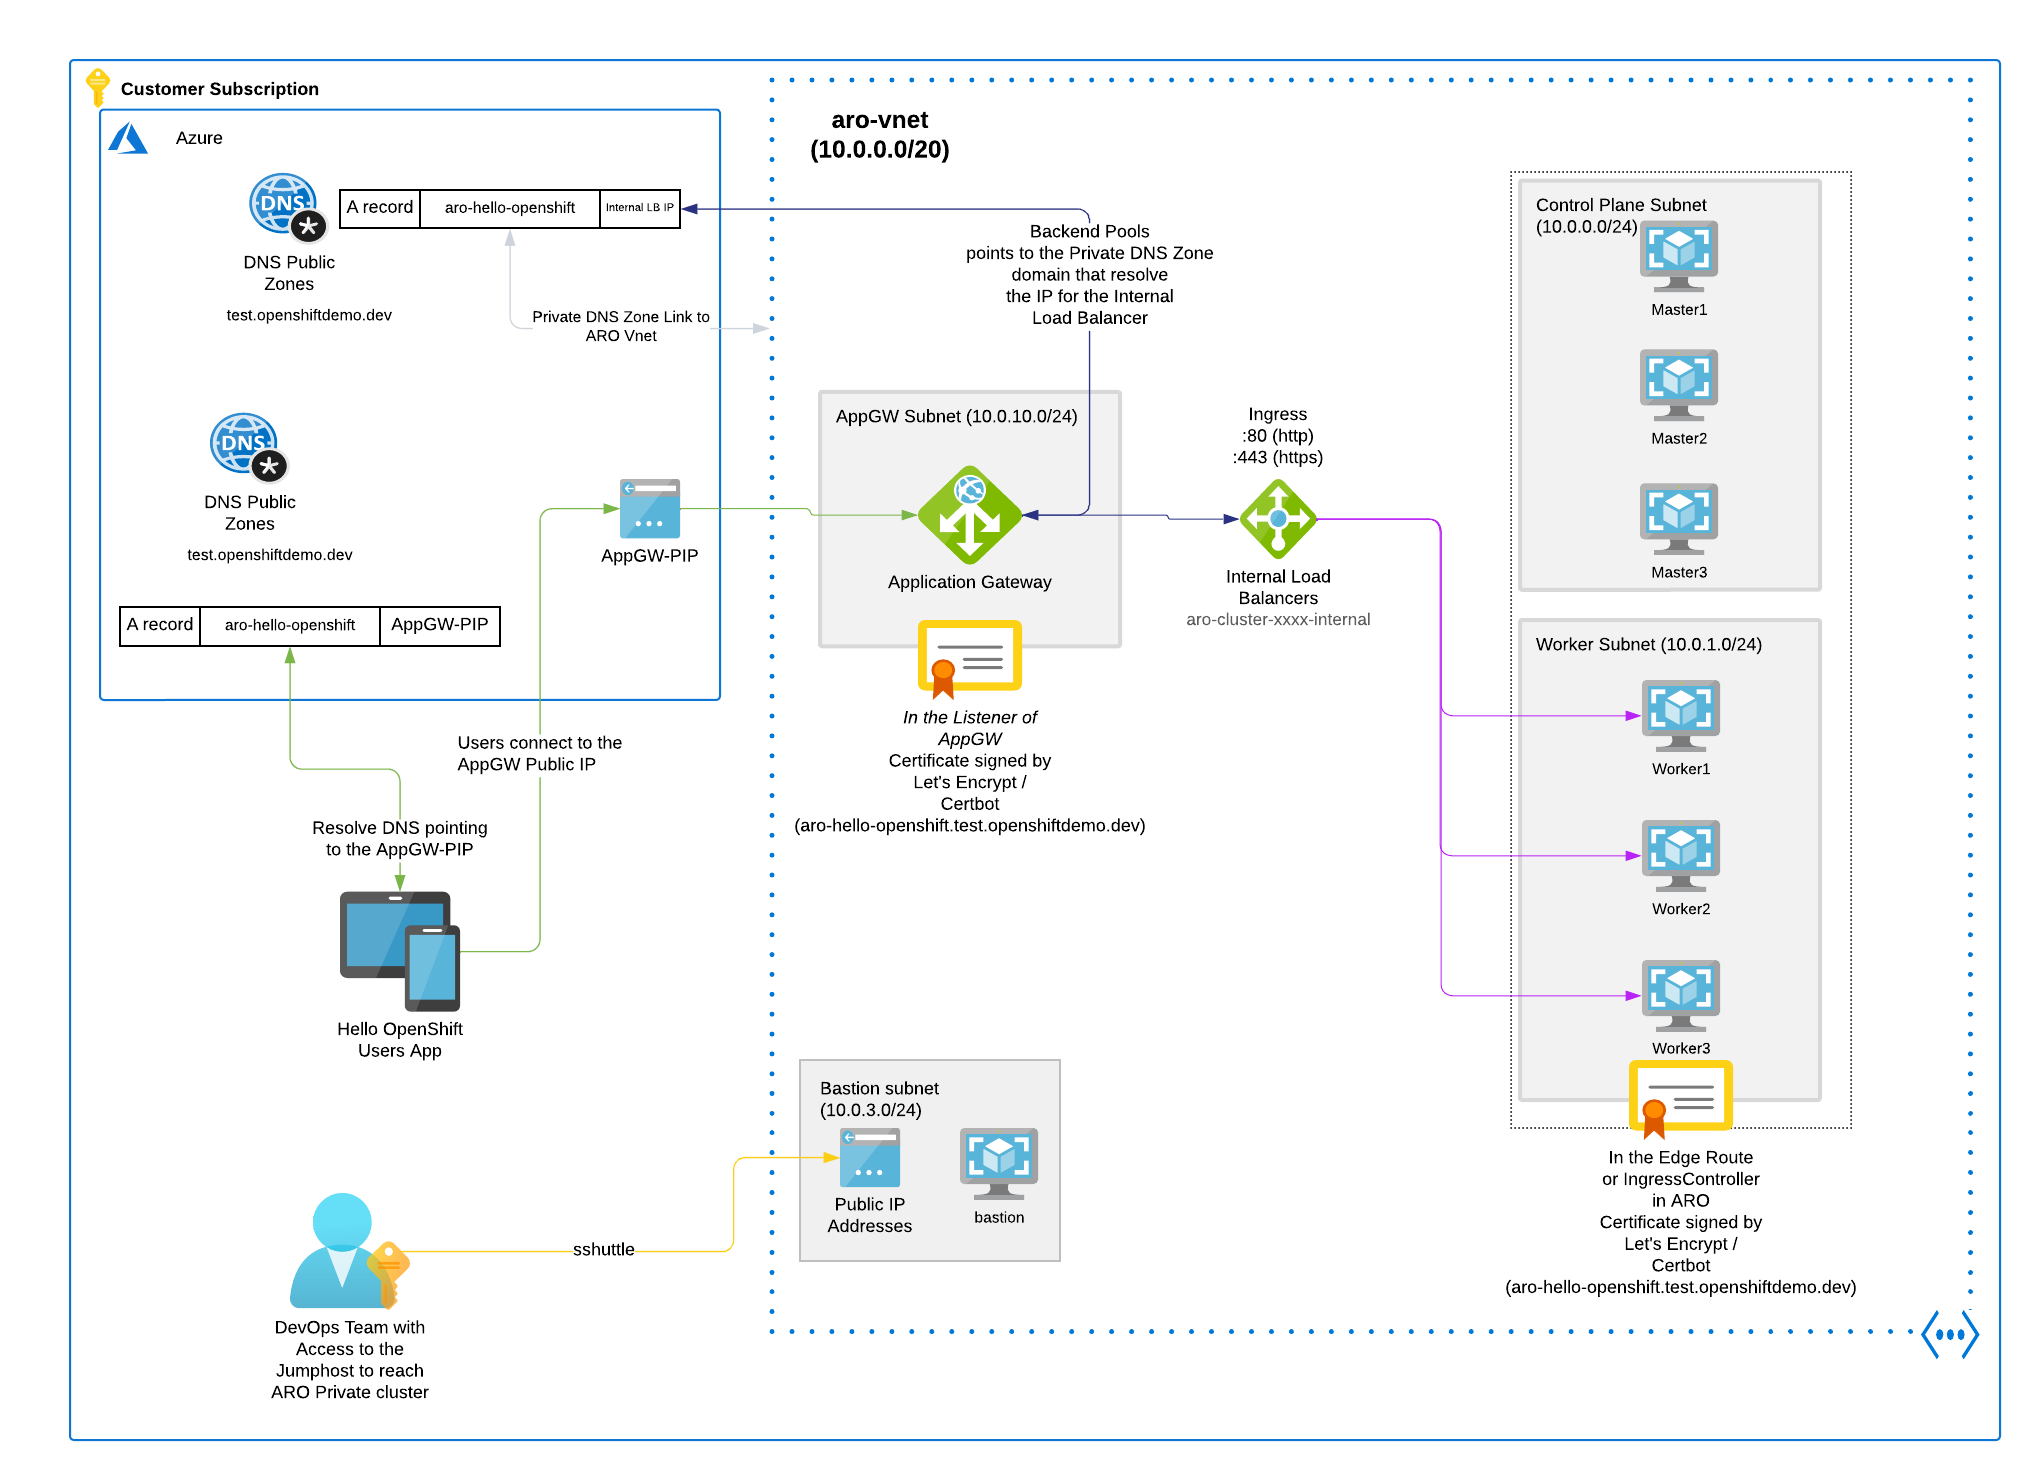 Customer Subscription
Azure
DNS
DNS Public
Zones
test.openshiftdemo.dev
A record
aro-hello-openshift
Internal LB IP
Private DNS Zone Link to
ARO Vnet
DNS
DNS Public
Zones
test.openshiftdemo.dev
A record
aro-hello-openshift
AppGW-PIP
AppGW-PIP
Users connect to the
AppGW Public IP
Resolve DNS pointing
to the AppGW-PIP
Hello OpenShift
Users App
sshuttle
DevOps Team with
Access to the
Jumphost to reach
ARO Private cluster
aro-vnet
(10.0.0.0/20)
Backend Pools
points to the Private DNS Zone
domain that resolve
the IP for the Internal
Load Balancer
AppGW Subnet (10.0.10.0/24)
Application Gateway
In the Listener of
AppGW
Certificate signed by
Let's Encrypt /
Certbot
(aro-hello-openshift.test.openshiftdemo.dev)
Ingress
:80 (http)
:443 (https)
Internal Load
Balancers
aro-cluster-xxxx-internal
Bastion subnet
(10.0.3.0/24)
Public IP
Addresses
bastion
Control Plane Subnet
(10.0.0.0/24)
Master1
Master2
Master3
Worker Subnet (10.0.1.0/24)
Worker1
Worker2
Worker3
In the Edge Route
or IngressController
in ARO
Certificate signed by
Let's Encrypt /
Certbot
(aro-hello-openshift.test.openshiftdemo.dev)